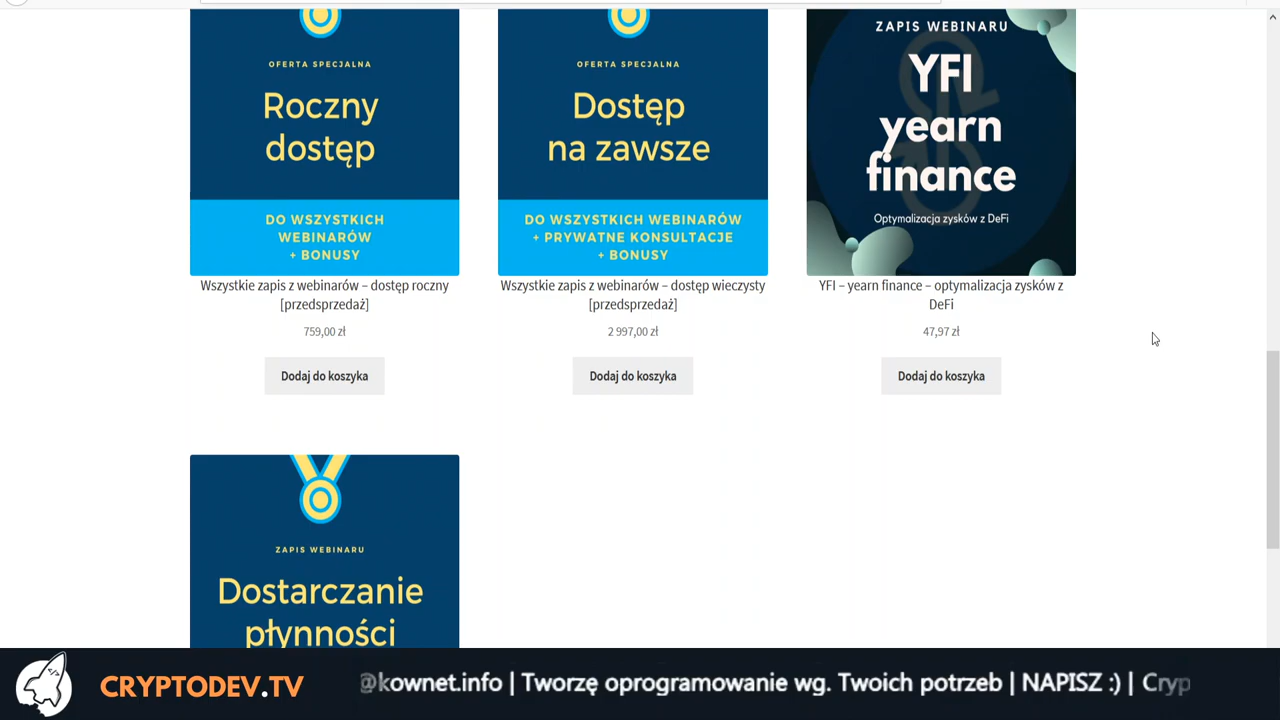 OFERTA SPECJALNA
Roczny
dostęp
DO WSZYSTKICH
WEBINARÓW
+ BONUSY
Wszystkie zapis z webinarów – dostęp roczny
[przedsprzedaż]
759,00 zł
Dodaj do koszyka
OFERTA SPECJALNA
Dostęp
na zawsze
DO WSZYSTKICH WEBINARÓW
+ PRYWATNE KONSULTACJE
+ BONUSY
Wszystkie zapis z webinarów – dostęp wieczysty
[przedsprzedaż]
2 997,00 zł
Dodaj do koszyka
ZAPIS WEBINARU
YFI
yearn
finance
Optymalizacja zysków z DeFi
YFI – yearn finance – optymalizacja zysków z
DeFi
47,97 zł
Dodaj do koszyka
ZAPIS WEBINARU
Dostarczanie
płynności
CRYPTODEV.TV
@kownet.info | Tworzę oprogramowanie wg. Twoich potrzeb | NAPISZ :) | Cryp